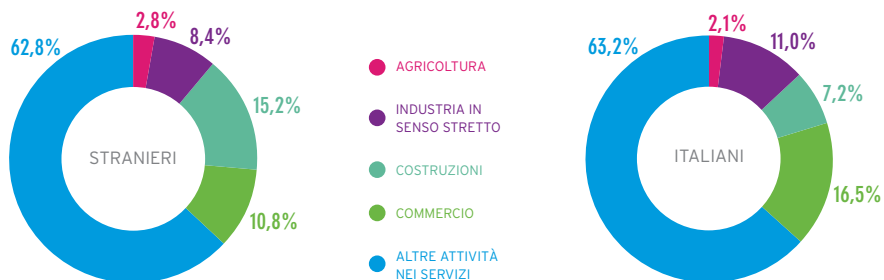 2,8%
62,8%
8,4%
15,2%
STRANIERI
10,8%
AGRICOLTURA
INDUSTRIA IN
SENSO STRETTO
COSTRUZIONI
COMMERCIO
ALTRE ATTIVITÀ
NEI SERVIZI
2,1%
63,2%
11,0%
7,2%
ITALIANI
16,5%